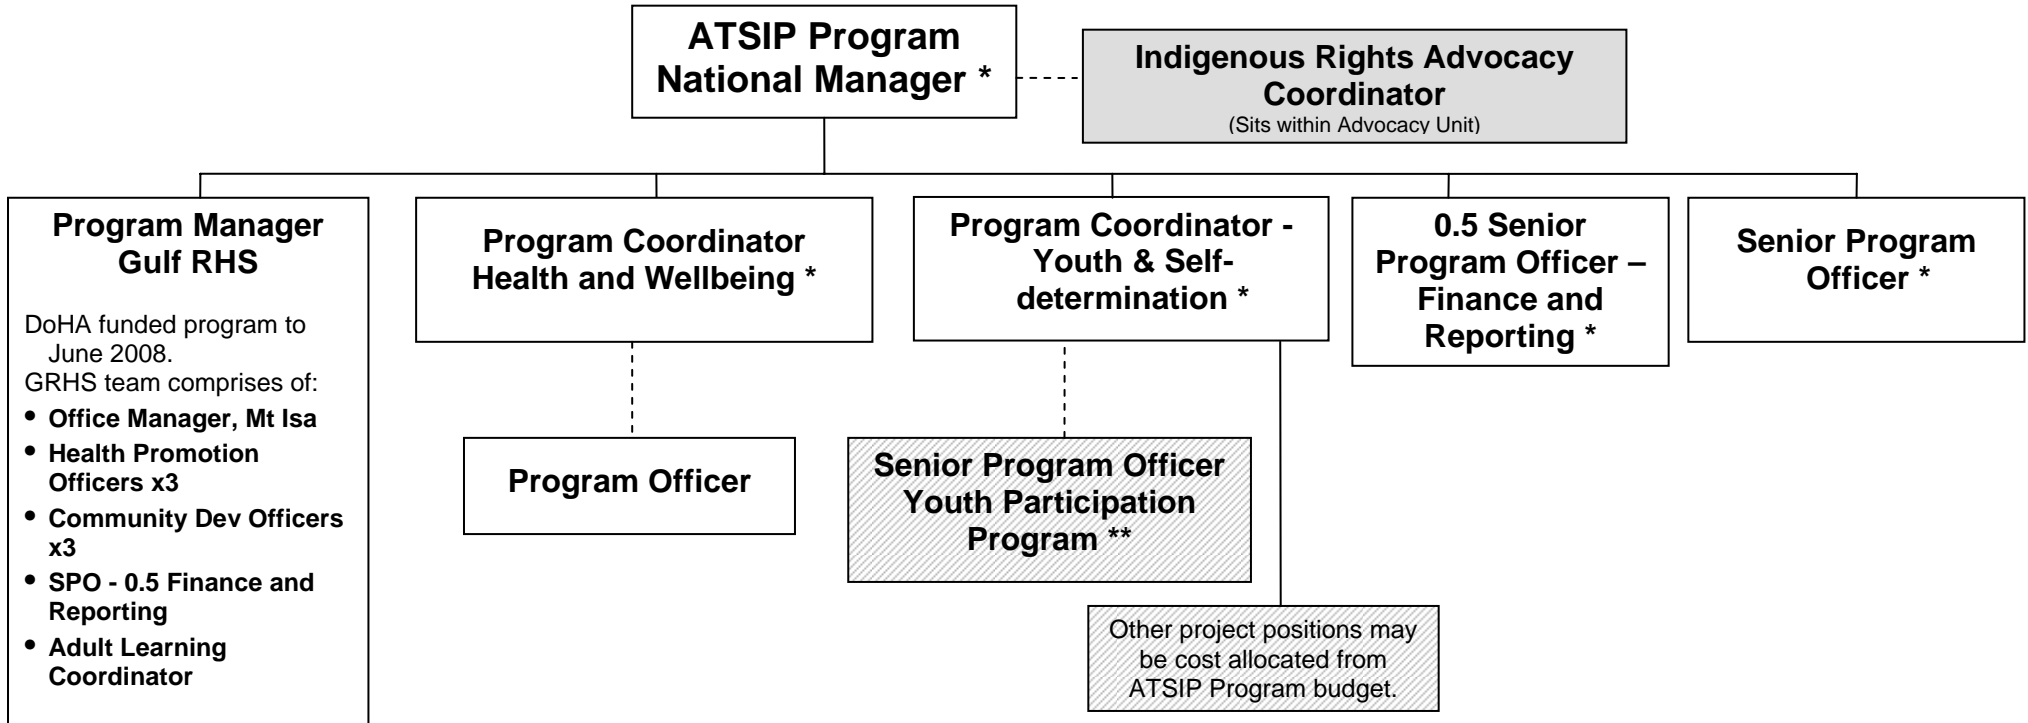 ATSIP Program
National Manager *
Indigenous Rights Advocacy
Coordinator
(Sits within Advocacy Unit)
Program Manager
Gulf RHS
DoHA funded program to
June 2008.
GRHS team comprises of:
• Office Manager, Mt Isa
• Health Promotion
Officers x3
• Community Dev Officers
x3
• SPO - 0.5 Finance and
Reporting
• Adult Learning
Coordinator
Program Coordinator
Health and Wellbeing *
Program Officer
Program Coordinator -
Youth & Self-
determination *
Senior Program Officer
Youth Participation
Program **
Other project positions may
be cost allocated from
ATSIP Program budget.
0.5 Senior
Program Officer –
Finance and
Reporting *
Senior Program
Officer *